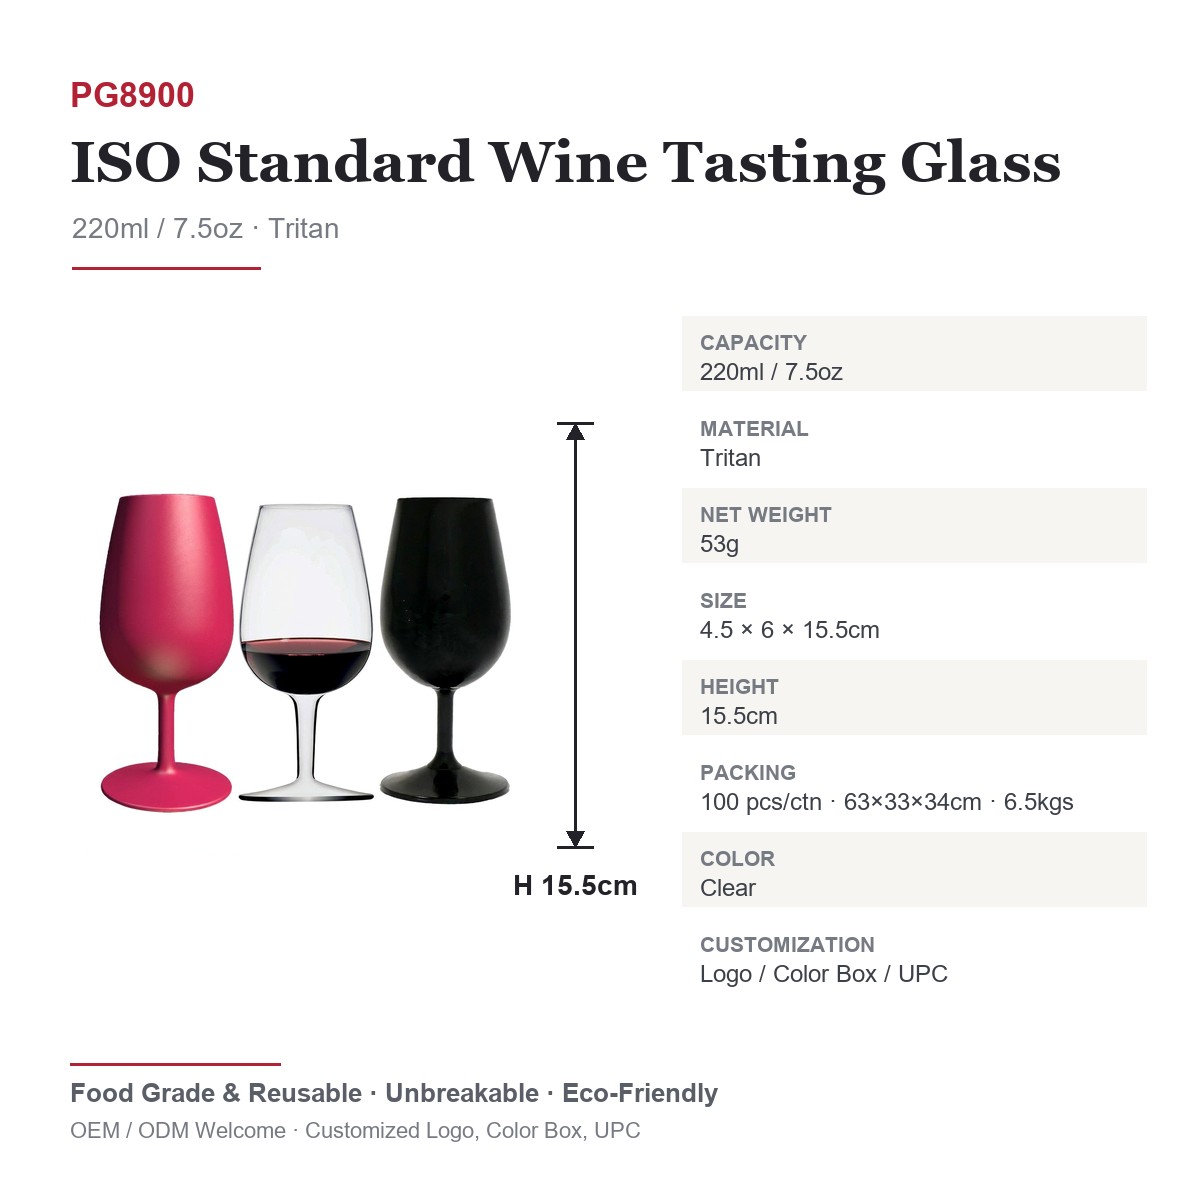 PG8900
ISO Standard Wine Tasting Glass
220ml / 7.5oz · Tritan
H 15.5cm
CAPACITY
220ml / 7.5oz
MATERIAL
Tritan
NET WEIGHT
53g
SIZE
4.5 × 6 × 15.5cm
HEIGHT
15.5cm
PACKING
100 pcs/ctn · 63×33×34cm · 6.5kgs
COLOR
Clear
CUSTOMIZATION
Logo / Color Box / UPC
Food Grade & Reusable · Unbreakable · Eco-Friendly
OEM / ODM Welcome · Customized Logo, Color Box, UPC